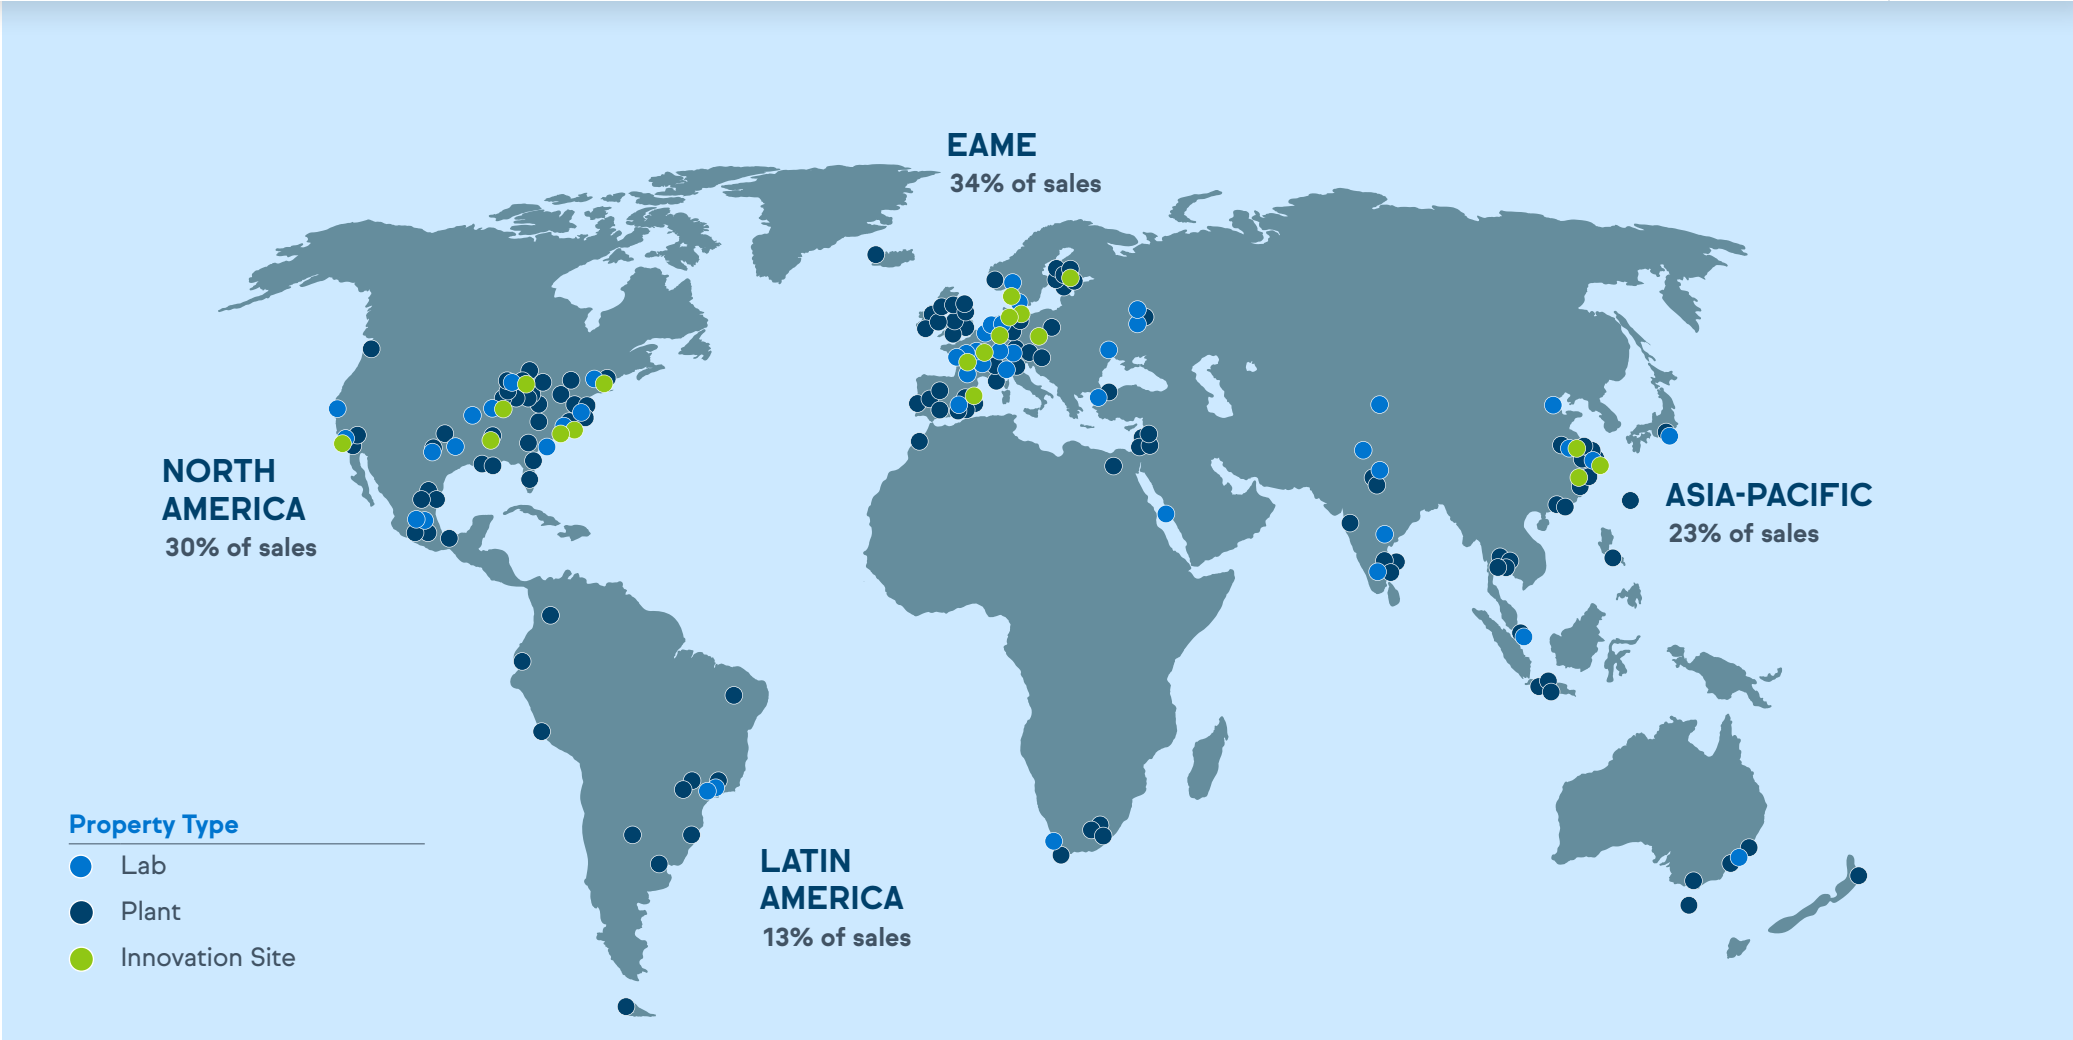 EAME
34% of sales
NORTH
AMERICA
30% of sales
ASIA-PACIFIC
23% of sales
LATIN
AMERICA
13% of sales
Property Type
Lab
Plant
Innovation Site